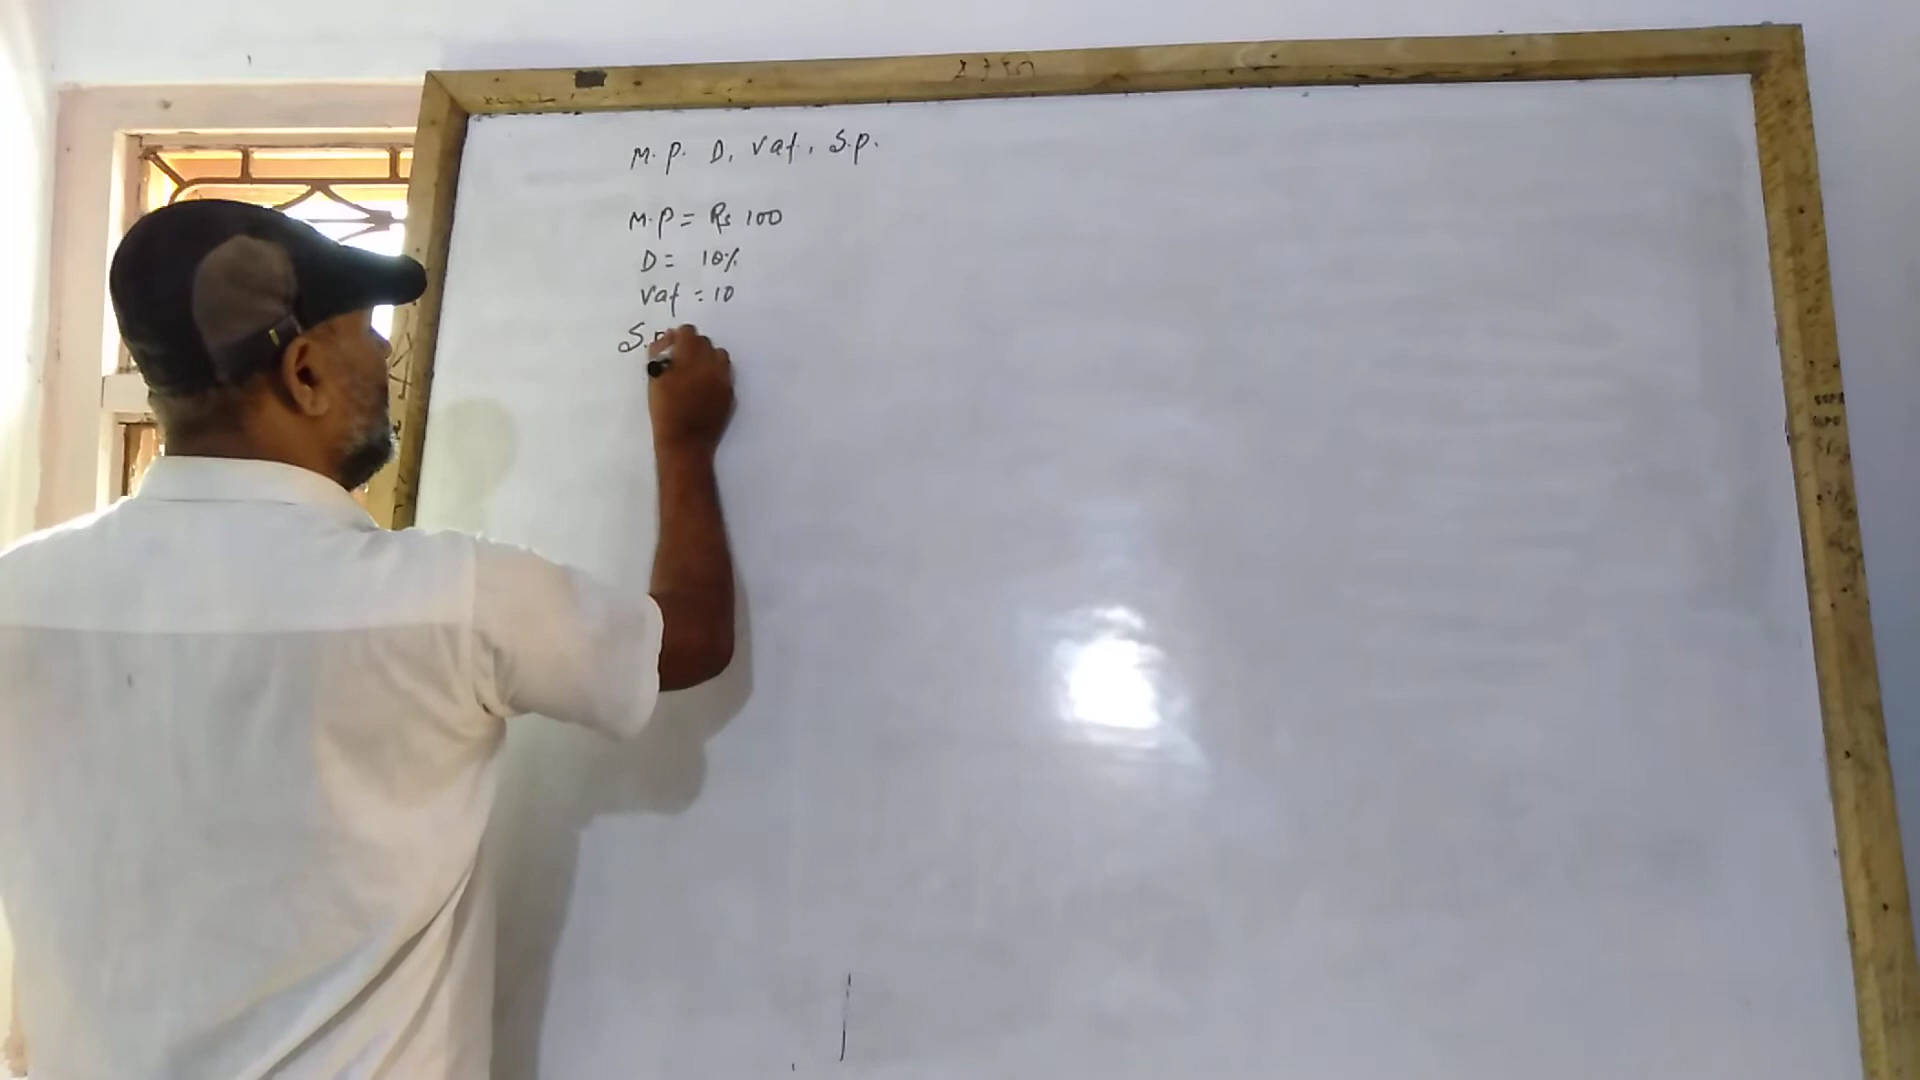 M.P. D, Vat, S.p.
M.P = Rs 100
D = 10%
Vat = 10
S.P